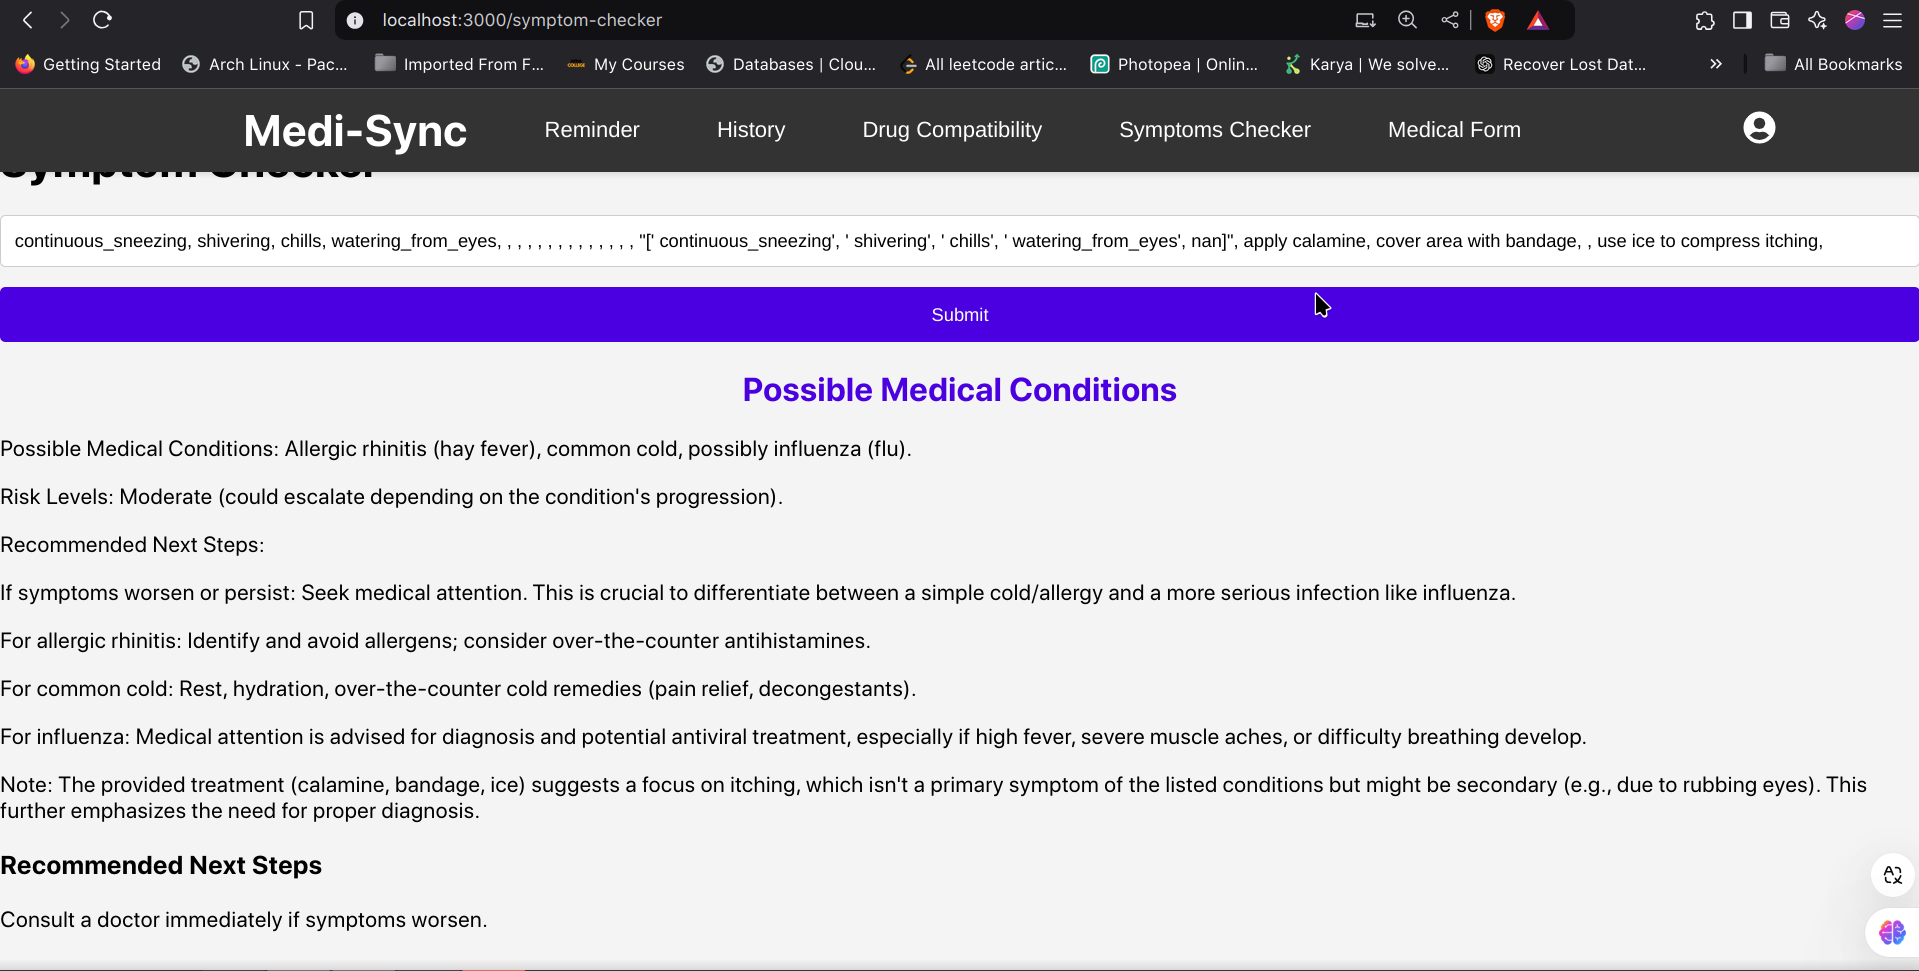 localhost:3000/symptom-checker
Getting Started Arch Linux - Pac... Imported From F... My Courses Databases | Clou... All leetcode artic... Photopea | Onlin... Karya | We solve... Recover Lost Dat... » All Bookmarks
Medi-Sync Reminder History Drug Compatibility Symptoms Checker Medical Form
Symptom Checker
continuous_sneezing, shivering, chills, watering_from_eyes, , , , , , , , , , , , , , "[' continuous_sneezing', ' shivering', ' chills', ' watering_from_eyes', nan]", apply calamine, cover area with bandage, , use ice to compress itching,
Submit
Possible Medical Conditions
Possible Medical Conditions: Allergic rhinitis (hay fever), common cold, possibly influenza (flu).
Risk Levels: Moderate (could escalate depending on the condition's progression).
Recommended Next Steps:
If symptoms worsen or persist: Seek medical attention. This is crucial to differentiate between a simple cold/allergy and a more serious infection like influenza.
For allergic rhinitis: Identify and avoid allergens; consider over-the-counter antihistamines.
For common cold: Rest, hydration, over-the-counter cold remedies (pain relief, decongestants).
For influenza: Medical attention is advised for diagnosis and potential antiviral treatment, especially if high fever, severe muscle aches, or difficulty breathing develop.
Note: The provided treatment (calamine, bandage, ice) suggests a focus on itching, which isn't a primary symptom of the listed conditions but might be secondary (e.g., due to rubbing eyes). This
further emphasizes the need for proper diagnosis.
Recommended Next Steps
Consult a doctor immediately if symptoms worsen.